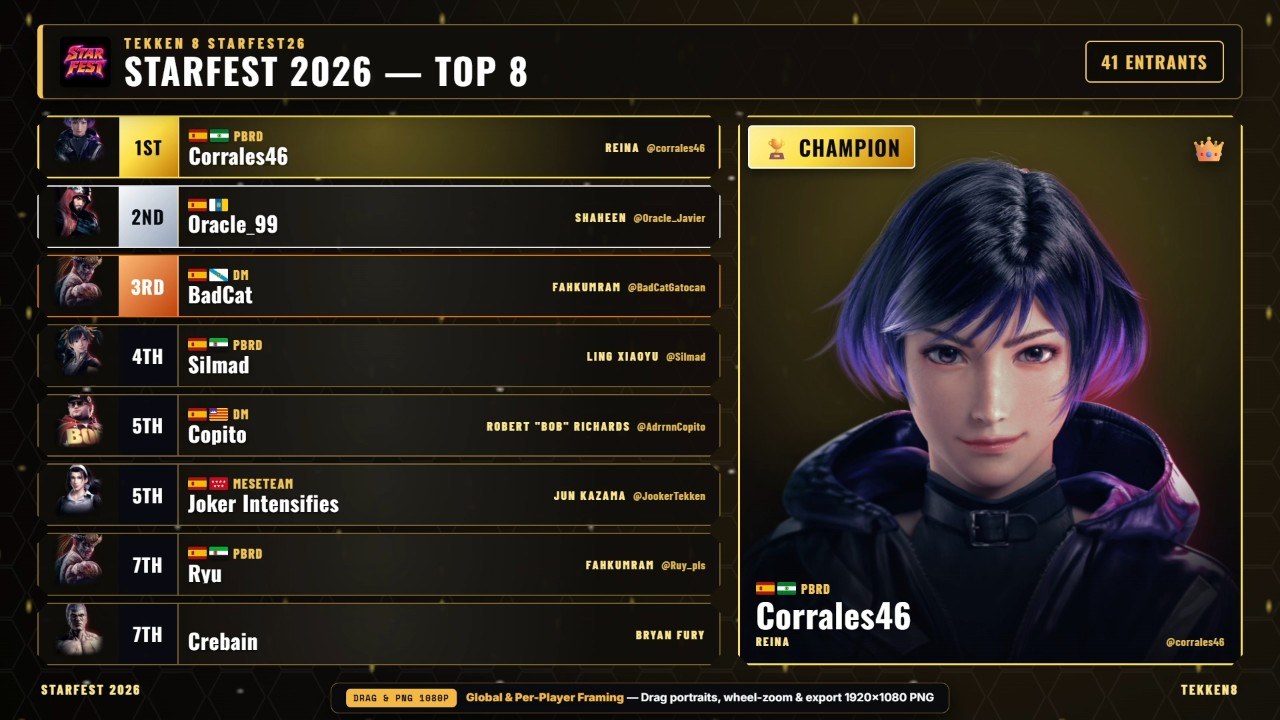 STAR FEST
TEKKEN 8 STARFEST26
STARFEST 2026 — TOP 8
41 ENTRANTS
1ST
PBRD
Corrales46
REINA @corrales46
2ND
Oracle_99
SHAHEEN @Oracle_Javier
3RD
DM
BadCat
FAHKUMRAM @BadCatGatocan
4TH
PBRD
Silmad
LING XIAOYU @Silmad
5TH
DM
Copito
ROBERT "BOB" RICHARDS @AdrrnnCopito
BO
5TH
MESETEAM
Joker Intensifies
JUN KAZAMA @JookerTekken
7TH
PBRD
Ryu
FAHKUMRAM @Ruy_pls
7TH
Crebain
BRYAN FURY
CHAMPION
PBRD
Corrales46
REINA
@corrales46
STARFEST 2026
DRAG & PNG 1080P Global & Per-Player Framing — Drag portraits, wheel-zoom & export 1920×1080 PNG
TEKKEN8